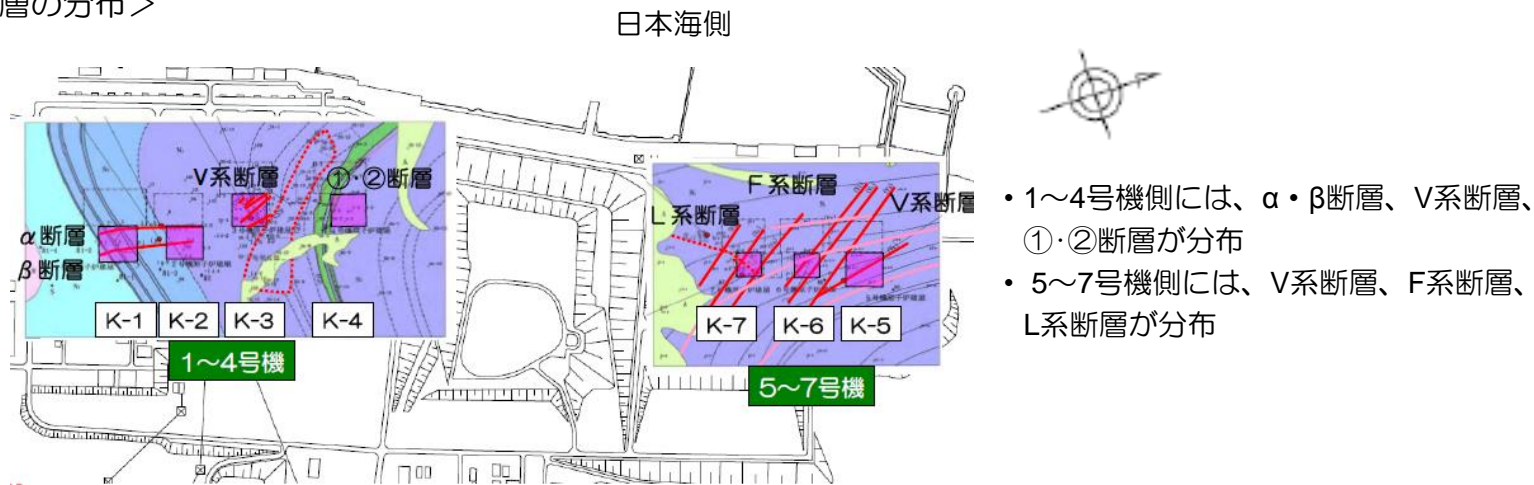 層の分布＞
日本海側
V系断層
①·②断層
α断層
β断層
K-1
K-2
K-3
K-4
1～4号機
F系断層
V系断層
L系断層
K-7
K-6
K-5
5～7号機
• 1～4号機側には、α・β断層、V系断層、
①·②断層が分布
• 5～7号機側には、V系断層、F系断層、
L系断層が分布